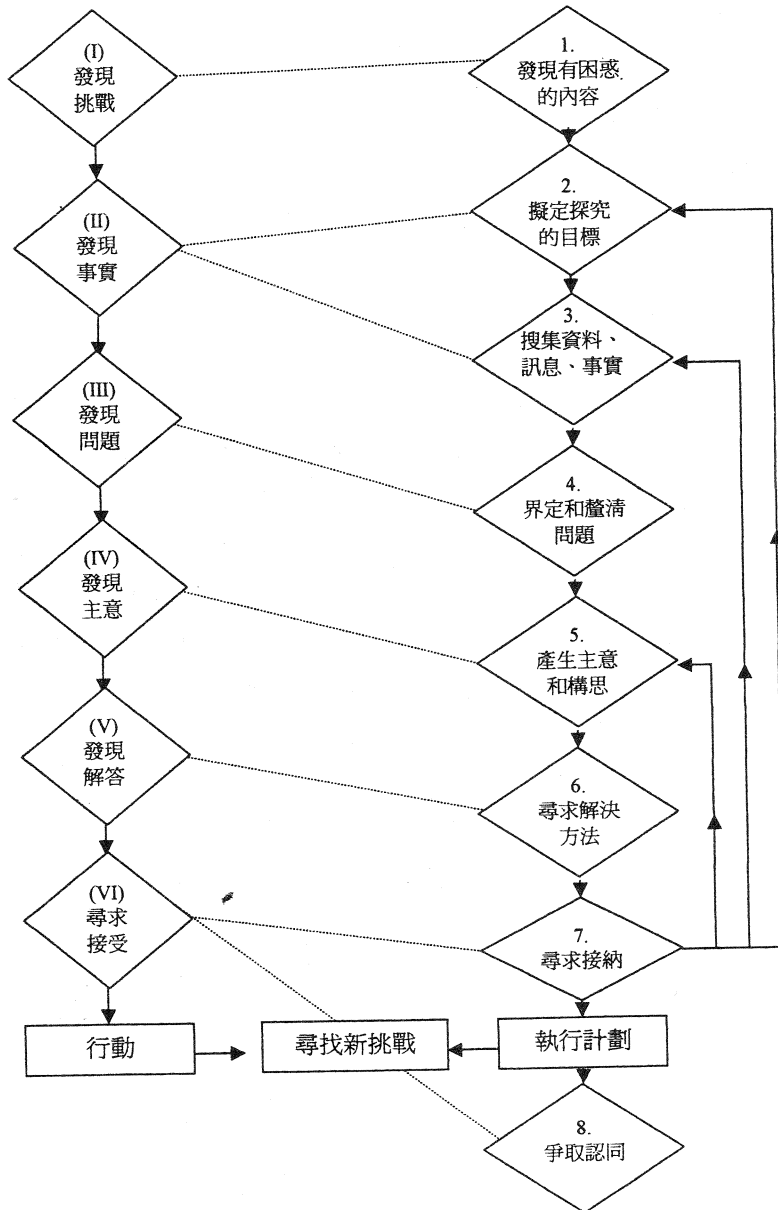 (I)
發現
挑戰
1.
發現有困惑
的內容
(II)
發現
事實
2.
擬定探究
的目標
3.
搜集資料、
訊息、事實
(III)
發現
問題
4.
界定和釐清
問題
(IV)
發現
主意
5.
產生主意
和構思
(V)
發現
解答
6.
尋求解決
方法
(VI)
尋求
接受
7.
尋求接納
行動
尋找新挑戰
執行計劃
8.
爭取認同